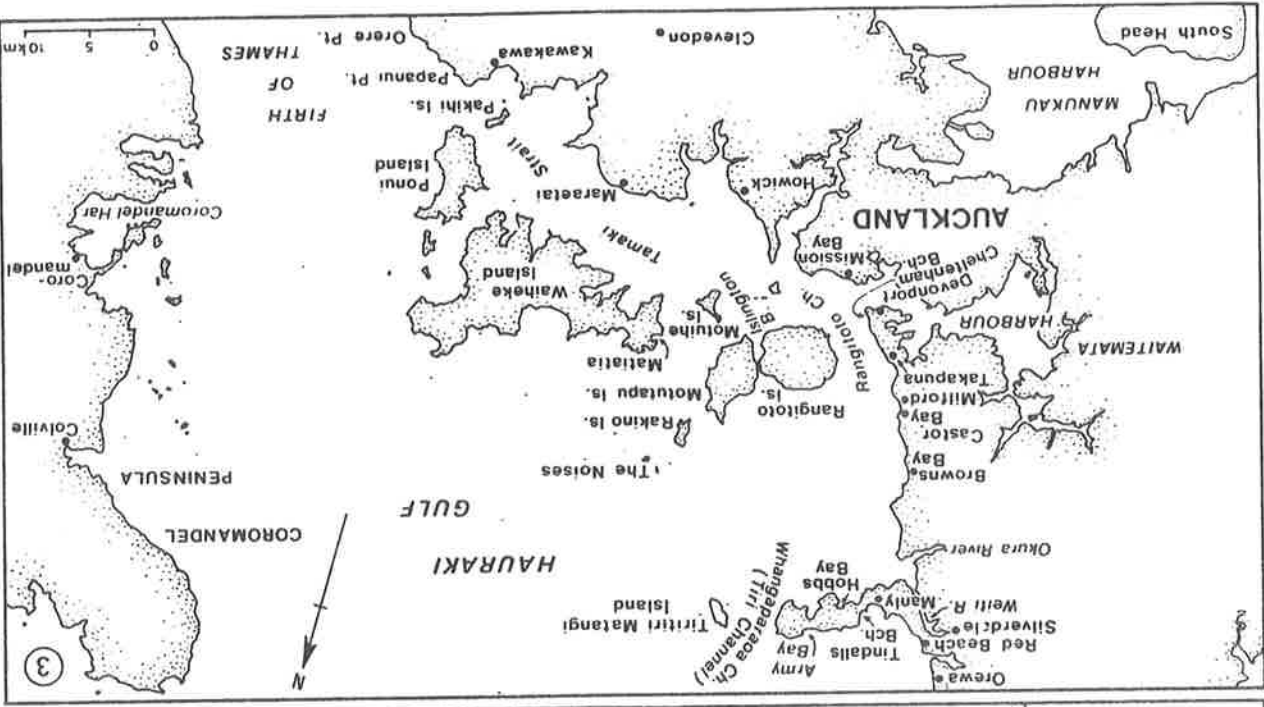 Orewa
Red Beach
Silverdale
Weiti R.
Okura River
Tindalls
Bch
Army
Bay
Manly
Hobbs
Bay
Whangaparaoa Ch.
(Tiri Channel)
Tiritiri Matangi
Island
N
3
HAURAKI
GULF
COROMANDEL
PENINSULA
Colville
The Noises
Rakino Is.
Motutapu Is.
Rangitoto
Is.
Browns
Bay
Castor
Bay
Milford
Takapuna
WAITEMATA
HARBOUR
Devonport
Cheltenham
Bch
Rangitoto Ch.
Islington
B.
Motuihe
Is.
Matiatia
Waiheke
Island
Coro-
mandel
Coromandel Har
Mission
Bay
AUCKLAND
Tamaki
Strait
Howick
Maraetai
Ponui
Island
Pakihi Is.
Papanui Pt.
Orere Pt.
Kawakawa
Clevedon
FIRTH
OF
THAMES
MANUKAU
HARBOUR
South Head
0 5 10km